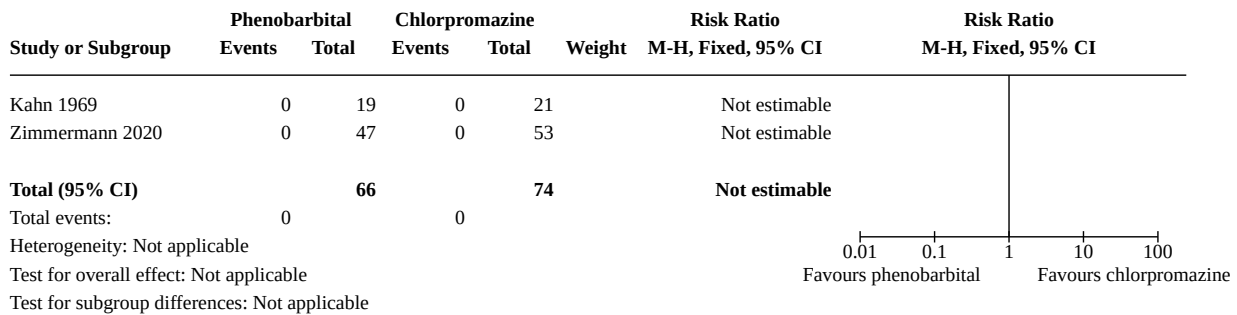 Phenobarbital Chlorpromazine Risk Ratio Risk Ratio
Study or Subgroup Events Total Events Total Weight M-H, Fixed, 95% CI M-H, Fixed, 95% CI
Kahn 1969 0 19 0 21 Not estimable
Zimmermann 2020 0 47 0 53 Not estimable
Total (95% CI) 66 74 Not estimable
Total events: 0 0
Heterogeneity: Not applicable 0.01 0.1 1 10 100
Test for overall effect: Not applicable Favours phenobarbital Favours chlorpromazine
Test for subgroup differences: Not applicable